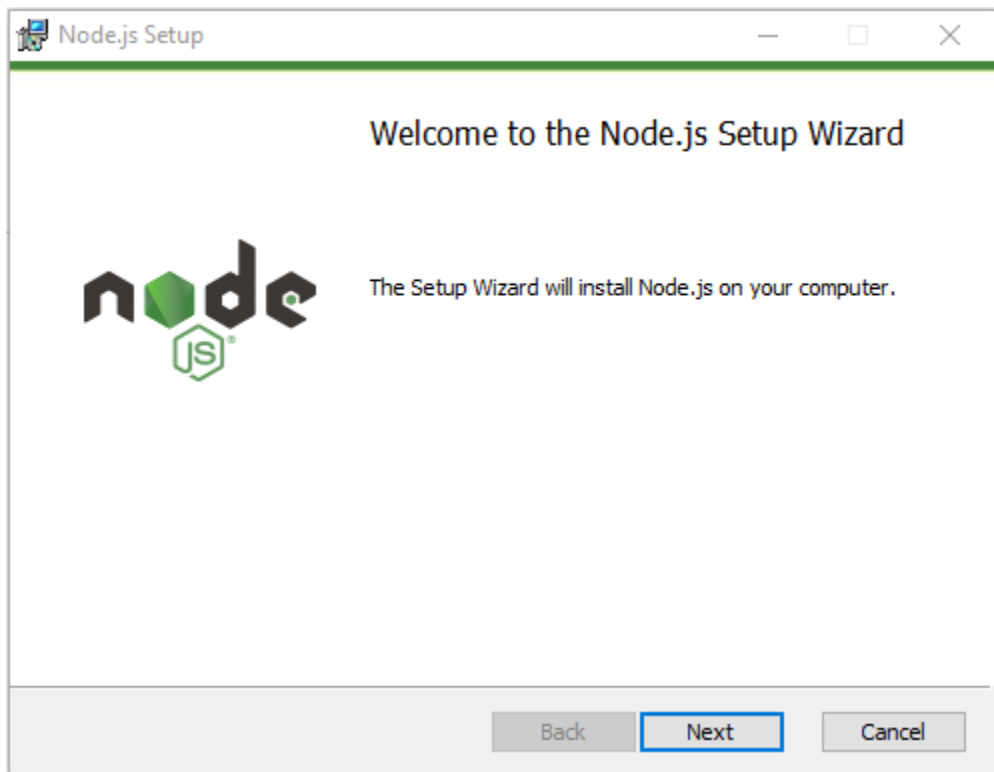 Node.js Setup
Welcome to the Node.js Setup Wizard
The Setup Wizard will install Node.js on your computer.
node
JS®
Back Next Cancel